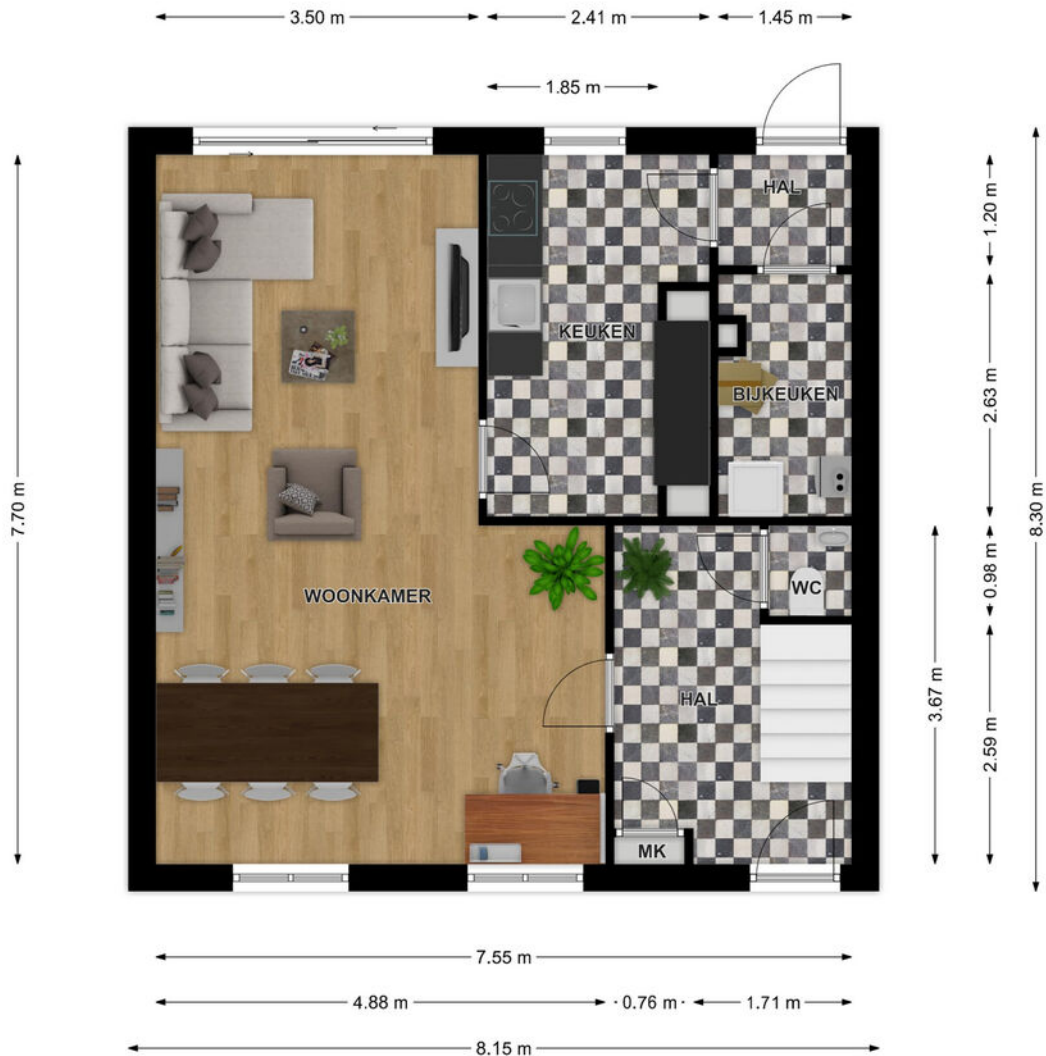 3.50 m
2.41 m
1.45 m
1.85 m
HAL
1.20 m
KEUKEN
BIJKEUKEN
2.63 m
7.70 m
8.30 m
WOONKAMER
WC
0.98 m
HAL
3.67 m
2.59 m
MK
7.55 m
4.88 m
0.76 m
1.71 m
8.15 m